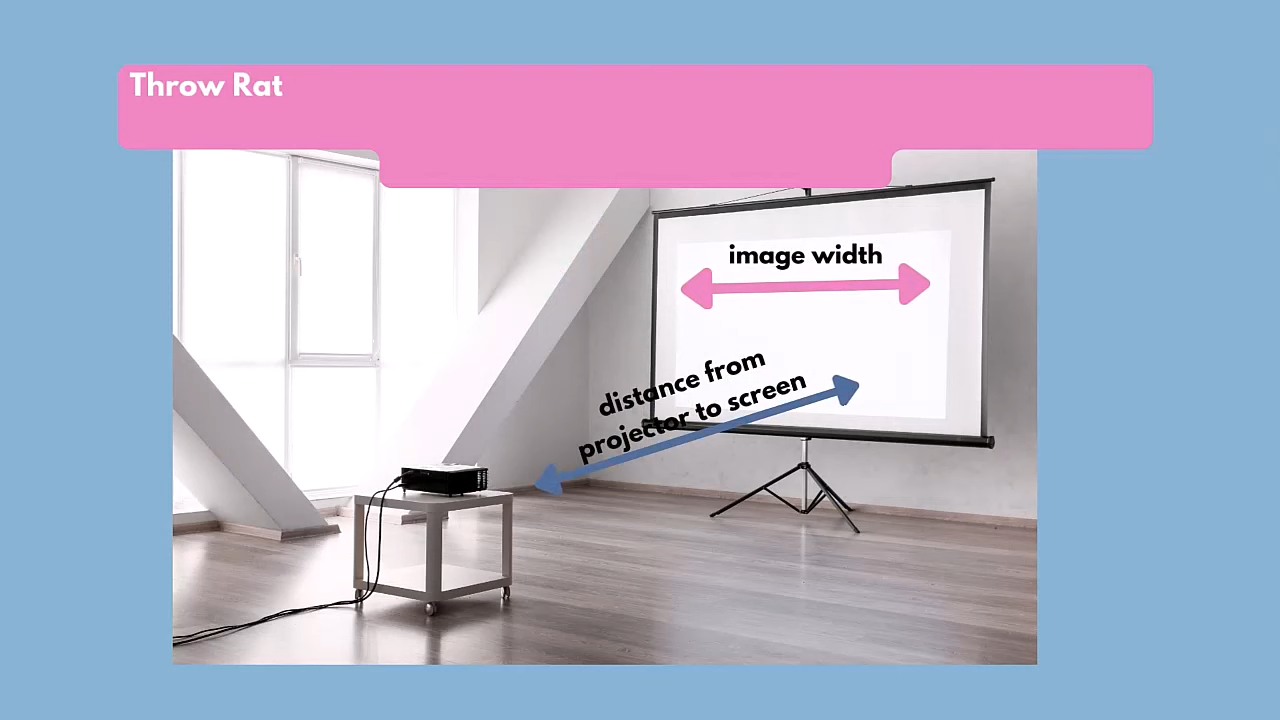 Throw Rat
image width
distance from
projector to screen